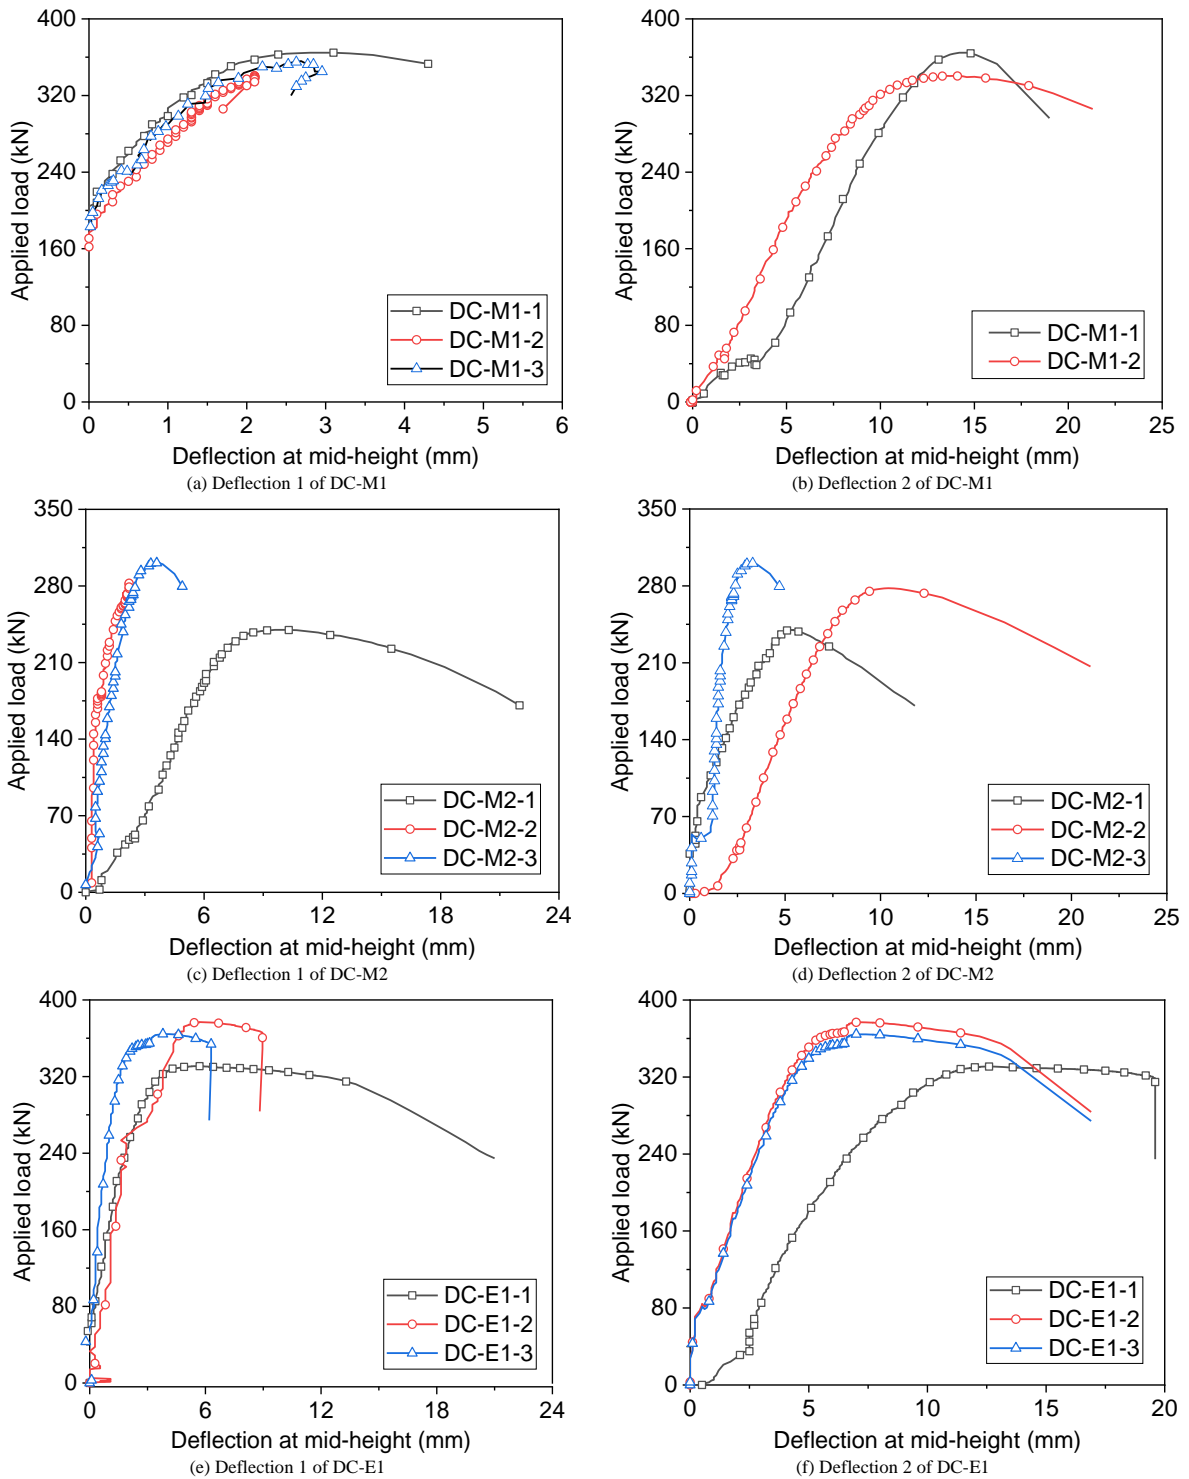 400
320
240
160
80
0
Applied load (kN)
DC-M1-1
DC-M1-2
DC-M1-3
0 1 2 3 4 5 6
Deflection at mid-height (mm)
(a) Deflection 1 of DC-M1
400
320
240
160
80
0
Applied load (kN)
DC-M1-1
DC-M1-2
0 5 10 15 20 25
Deflection at mid-height (mm)
(b) Deflection 2 of DC-M1
350
280
210
140
70
0
Applied load (kN)
DC-M2-1
DC-M2-2
DC-M2-3
0 6 12 18 24
Deflection at mid-height (mm)
(c) Deflection 1 of DC-M2
350
280
210
140
70
0
Applied load (kN)
DC-M2-1
DC-M2-2
DC-M2-3
0 5 10 15 20 25
Deflection at mid-height (mm)
(d) Deflection 2 of DC-M2
400
320
240
160
80
0
Applied load (kN)
DC-E1-1
DC-E1-2
DC-E1-3
0 6 12 18 24
Deflection at mid-height (mm)
(e) Deflection 1 of DC-E1
400
320
240
160
80
0
Applied load (kN)
DC-E1-1
DC-E1-2
DC-E1-3
0 5 10 15 20
Deflection at mid-height (mm)
(f) Deflection 2 of DC-E1